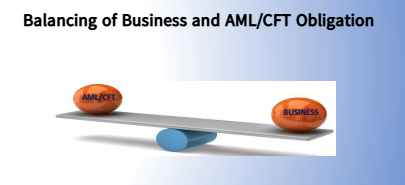 Balancing of Business and AML/CFT Obligation
AML/CFT
BUSINESS